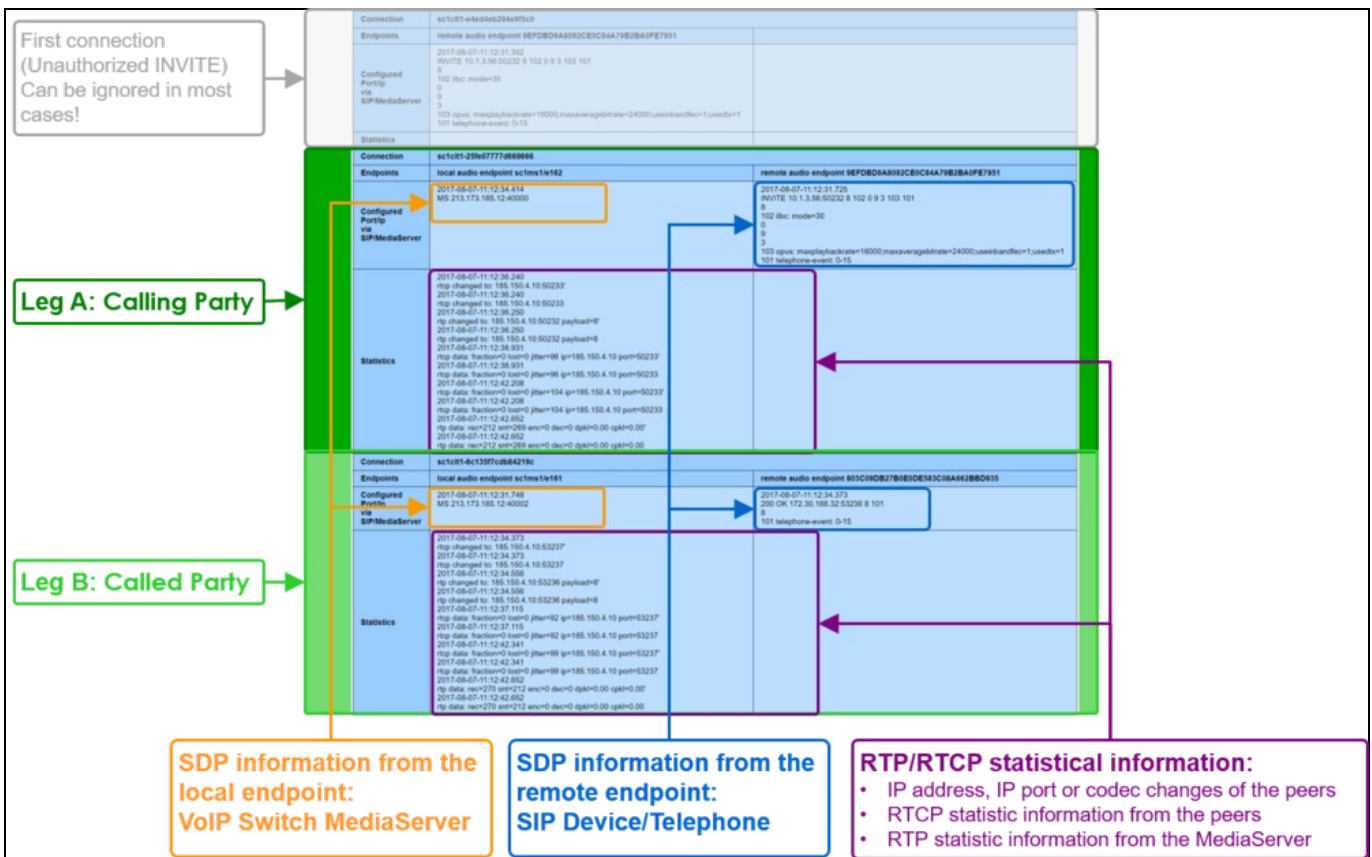 First connection
(Unauthorized INVITE)
Can be ignored in most
cases!
Connection sc1clt1-e4ed4eb294e9f5c0
Endpoints remote audio endpoint 9EFDBD9A8092CE0C84A79B2BA0FE7951
Configured
Port/Ip
via
SIP/MediaServer
2017-08-07-11:12:31.392
INVITE 10.1.3.56:50232 8 102 0 9 3 103 101
8
102 ilbc: mode=30
0
9
3
103 opus: maxplaybackrate=16000;maxaveragebitrate=24000;useinbandfec=1;usedtx=1
101 telephone-event: 0-15
Statistics
Leg A: Calling Party
Connection sc1clt1-25fe07777d669666
Endpoints local audio endpoint sc1ms1/e162 remote audio endpoint 9EFDBD9A8092CE0C84A79B2BA0FE7951
Configured
Port/Ip
via
SIP/MediaServer
2017-08-07-11:12:34.414
MS 213.173.185.12:40000
2017-08-07-11:12:31.725
INVITE 10.1.3.56:50232 8 102 0 9 3 103 101
8
102 ilbc: mode=30
0
9
3
103 opus: maxplaybackrate=16000;maxaveragebitrate=24000;useinbandfec=1;usedtx=1
101 telephone-event: 0-15
Statistics
2017-08-07-11:12:36.240
rtcp changed to: 185.150.4.10:50233'
2017-08-07-11:12:36.240
rtcp changed to: 185.150.4.10:50233
2017-08-07-11:12:36.250
rtp changed to: 185.150.4.10:50232 payload=8'
2017-08-07-11:12:36.250
rtp changed to: 185.150.4.10:50232 payload=8
2017-08-07-11:12:38.931
rtcp data: fraction=0 lost=0 jitter=96 ip=185.150.4.10 port=50233'
2017-08-07-11:12:38.931
rtcp data: fraction=0 lost=0 jitter=96 ip=185.150.4.10 port=50233
2017-08-07-11:12:42.208
rtcp data: fraction=0 lost=0 jitter=104 ip=185.150.4.10 port=50233'
2017-08-07-11:12:42.208
rtcp data: fraction=0 lost=0 jitter=104 ip=185.150.4.10 port=50233
2017-08-07-11:12:42.652
rtp data: rec=212 snt=269 enc=0 dec=0 dpkl=0.00 cpkl=0.00'
2017-08-07-11:12:42.652
rtp data: rec=212 snt=269 enc=0 dec=0 dpkl=0.00 cpkl=0.00
Leg B: Called Party
Connection sc1clt1-6c135f7cdb84219c
Endpoints local audio endpoint sc1ms1/e161 remote audio endpoint
Configured
Port/Ip
via
SIP/MediaServer
2017-08-07-11:12:31.748
MS 213.173.185.12:40002
2017-08-07-11:12:34.373
200 OK 172.30.168.32:53236 8 101
8
101 telephone-event: 0-15
Statistics
2017-08-07-11:12:34.373
rtcp changed to: 185.150.4.10:53237'
2017-08-07-11:12:34.373
rtcp changed to: 185.150.4.10:53237
2017-08-07-11:12:34.556
rtp changed to: 185.150.4.10:53236 payload=8'
2017-08-07-11:12:34.556
rtp changed to: 185.150.4.10:53236 payload=8
2017-08-07-11:12:37.115
rtcp data: fraction=0 lost=0 jitter=92 ip=185.150.4.10 port=53237'
2017-08-07-11:12:37.115
rtcp data: fraction=0 lost=0 jitter=92 ip=185.150.4.10 port=53237
2017-08-07-11:12:42.341
rtcp data: fraction=0 lost=0 jitter=99 ip=185.150.4.10 port=53237'
2017-08-07-11:12:42.341
rtcp data: fraction=0 lost=0 jitter=99 ip=185.150.4.10 port=53237
2017-08-07-11:12:42.652
rtp data: rec=270 snt=212 enc=0 dec=0 dpkl=0.00 cpkl=0.00'
2017-08-07-11:12:42.652
rtp data: rec=270 snt=212 enc=0 dec=0 dpkl=0.00 cpkl=0.00
SDP information from the
local endpoint:
VoIP Switch MediaServer
SDP information from the
remote endpoint:
SIP Device/Telephone
RTP/RTCP statistical information:
• IP address, IP port or codec changes of the peers
• RTCP statistic information from the peers
• RTP statistic information from the MediaServer